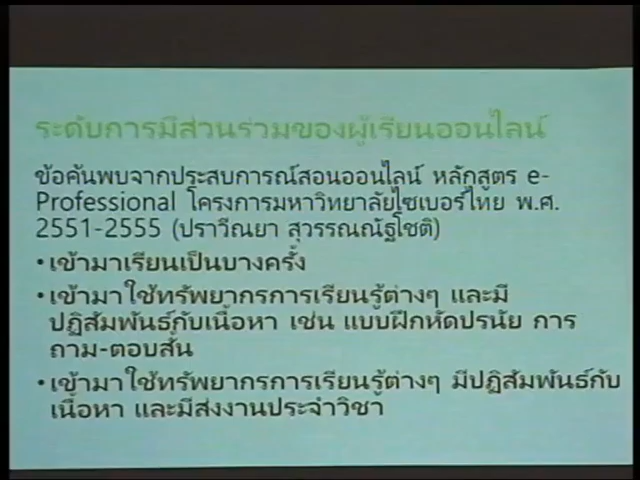 ระดับการมีส่วนร่วมของผู้เรียนออนไลน์
ข้อค้นพบจากประสบการณ์สอนออนไลน์ หลักสูตร e-
Professional โครงการมหาวิทยาลัยไซเบอร์ไทย พ.ศ.
2551-2555 (ปราวีณยา สุวรรณณัฐโชติ)
•เข้ามาเรียนเป็นบางครั้ง
•เข้ามาใช้ทรัพยากรการเรียนรู้ต่างๆ และมี
ปฏิสัมพันธ์กับเนื้อหา เช่น แบบฝึกหัดปรนัย การ
ถาม-ตอบสั้น
•เข้ามาใช้ทรัพยากรการเรียนรู้ต่างๆ มีปฏิสัมพันธ์กับ
เนื้อหา และมีส่งงานประจำวิชา